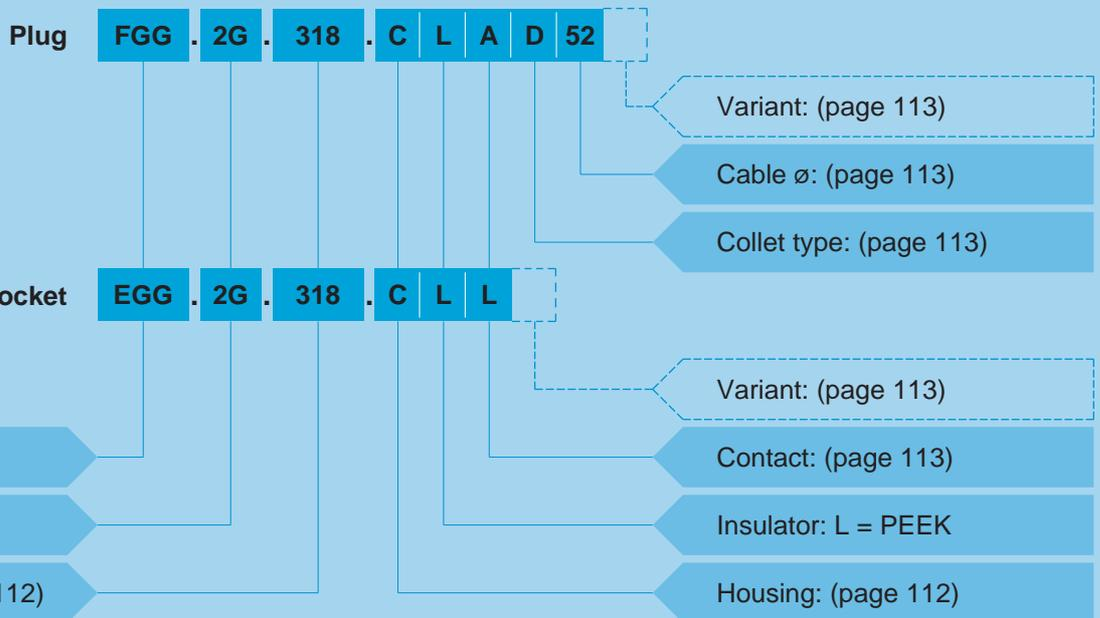 Plug FGG . 2G . 318 . C L A D 52
Variant: (page 113)
Cable ø: (page 113)
Collet type: (page 113)
ocket EGG . 2G . 318 . C L L
Variant: (page 113)
Contact: (page 113)
Insulator: L = PEEK
12) Housing: (page 112)